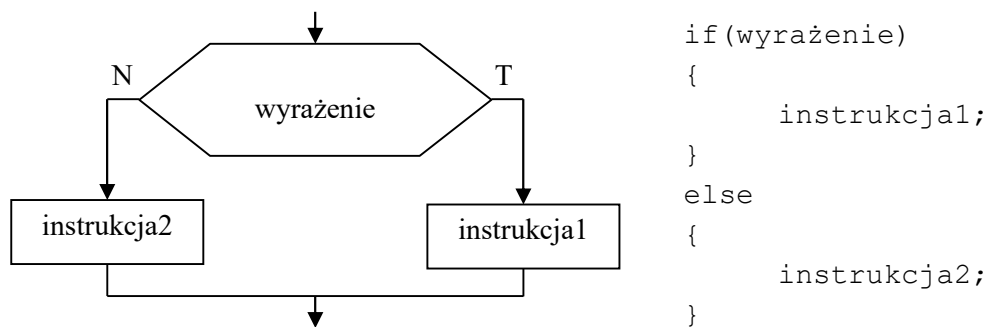 N
T
wyrażenie
instrukcja2
instrukcja1
if(wyrażenie)
{
instrukcja1;
}
else
{
instrukcja2;
}